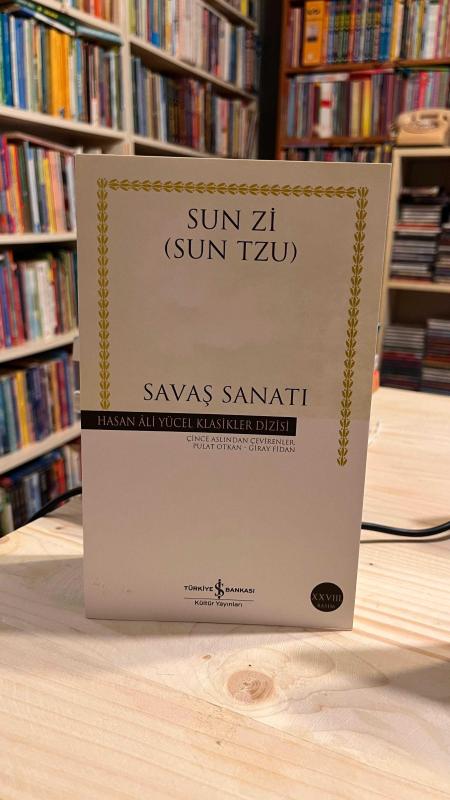 SUN Zİ
(SUN TZU)
SAVAŞ SANATI
HASAN ÂLİ YÜCEL KLASİKLER DİZİSİ
ÇİNCE ASLINDAN ÇEVİRENLER
PULAT OTKAN - GİRAY FİDAN
TÜRKİYE İŞ BANKASI
Kültür Yayınları
XXVIII
BASIM